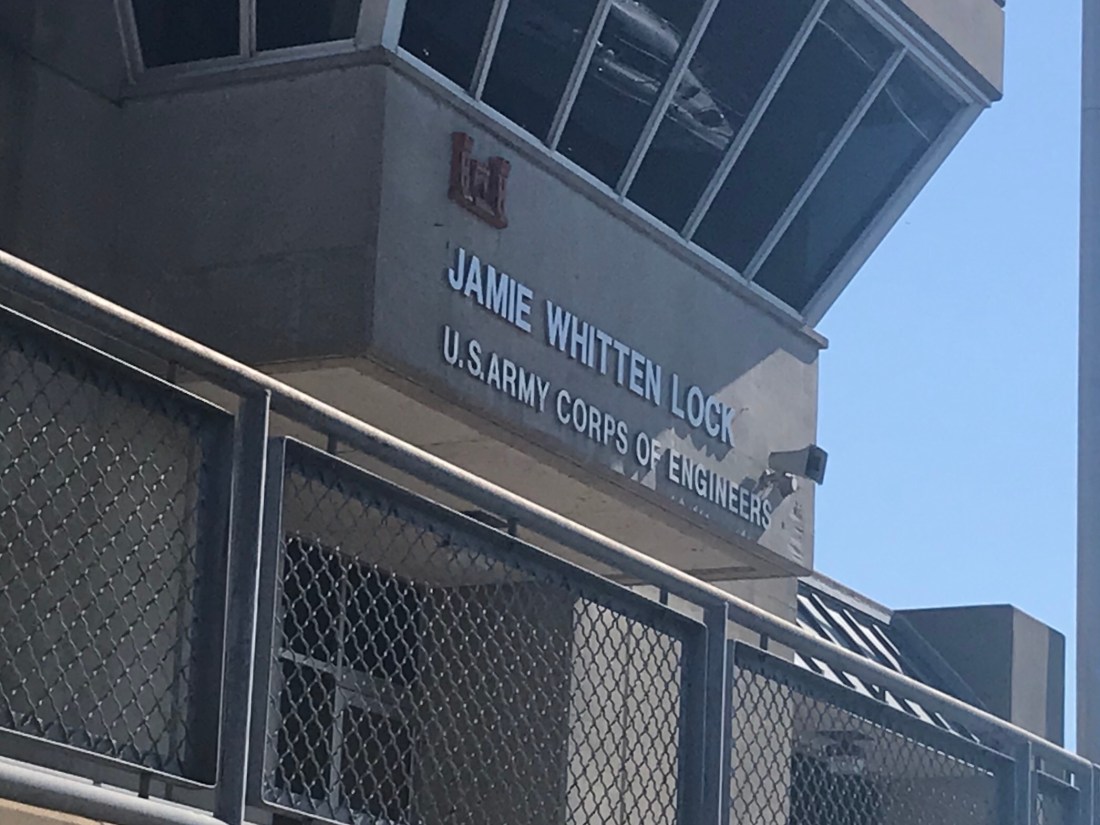 JAMIE WHITTEN LOCK
U.S.ARMY CORPS OF ENGINEERS